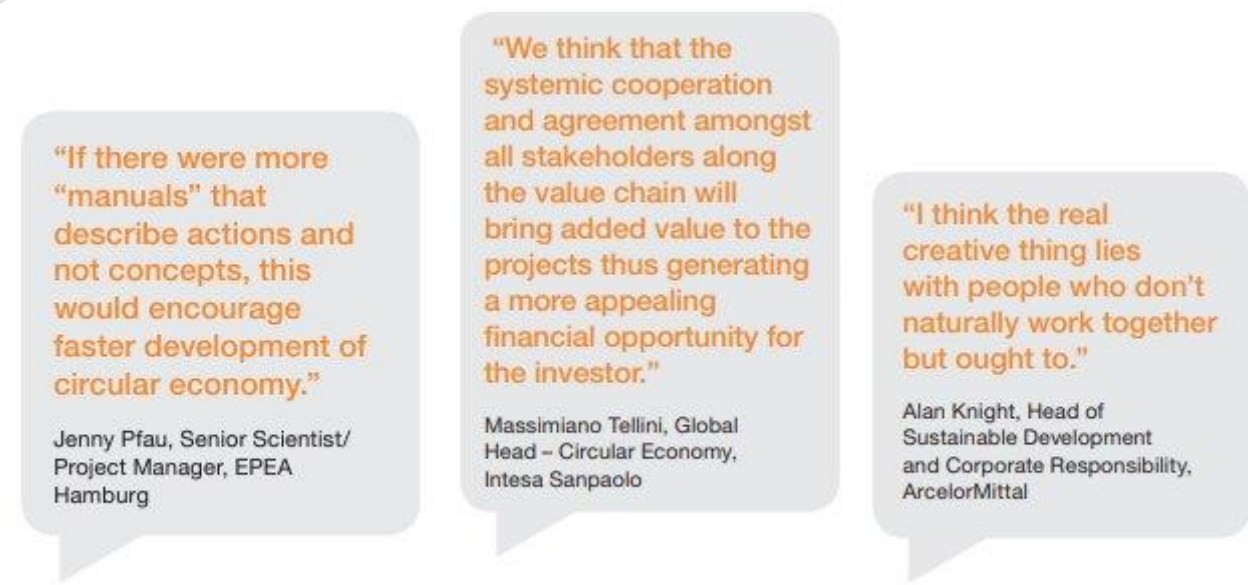 “If there were more
“manuals” that
describe actions and
not concepts, this
would encourage
faster development of
circular economy.”
Jenny Pfau, Senior Scientist/
Project Manager, EPEA
Hamburg
“We think that the
systemic cooperation
and agreement amongst
all stakeholders along
the value chain will
bring added value to the
projects thus generating
a more appealing
financial opportunity for
the investor.”
Massimiano Tellini, Global
Head – Circular Economy,
Intesa Sanpaolo
“I think the real
creative thing lies
with people who don’t
naturally work together
but ought to.”
Alan Knight, Head of
Sustainable Development
and Corporate Responsibility,
ArcelorMittal